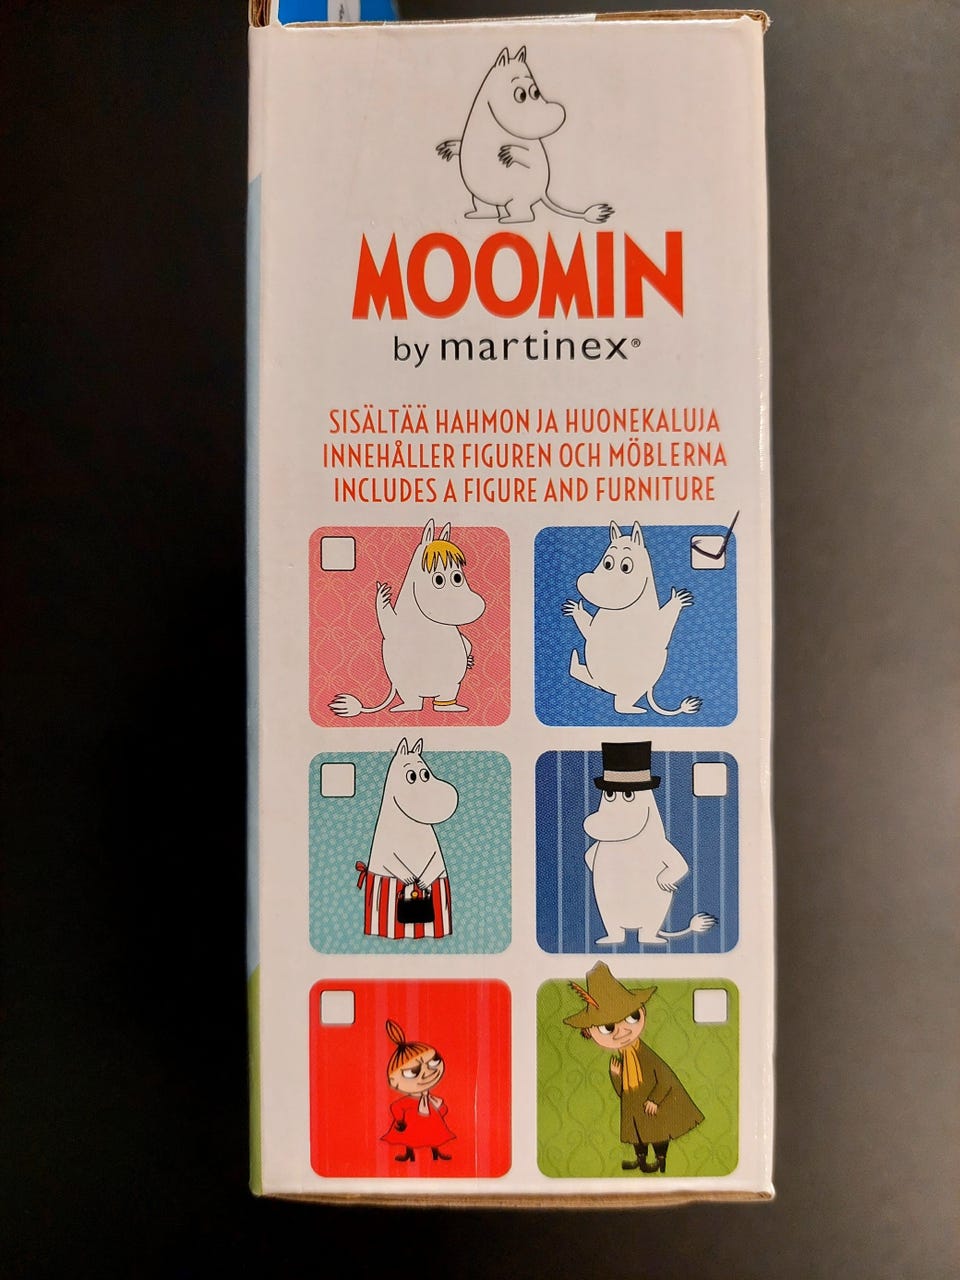 MOOMIN
by martinex®
SISÄLTÄÄ HAHMON JA HUONEKALUJA
INNEHÅLLER FIGUREN OCH MÖBLERNA
INCLUDES A FIGURE AND FURNITURE